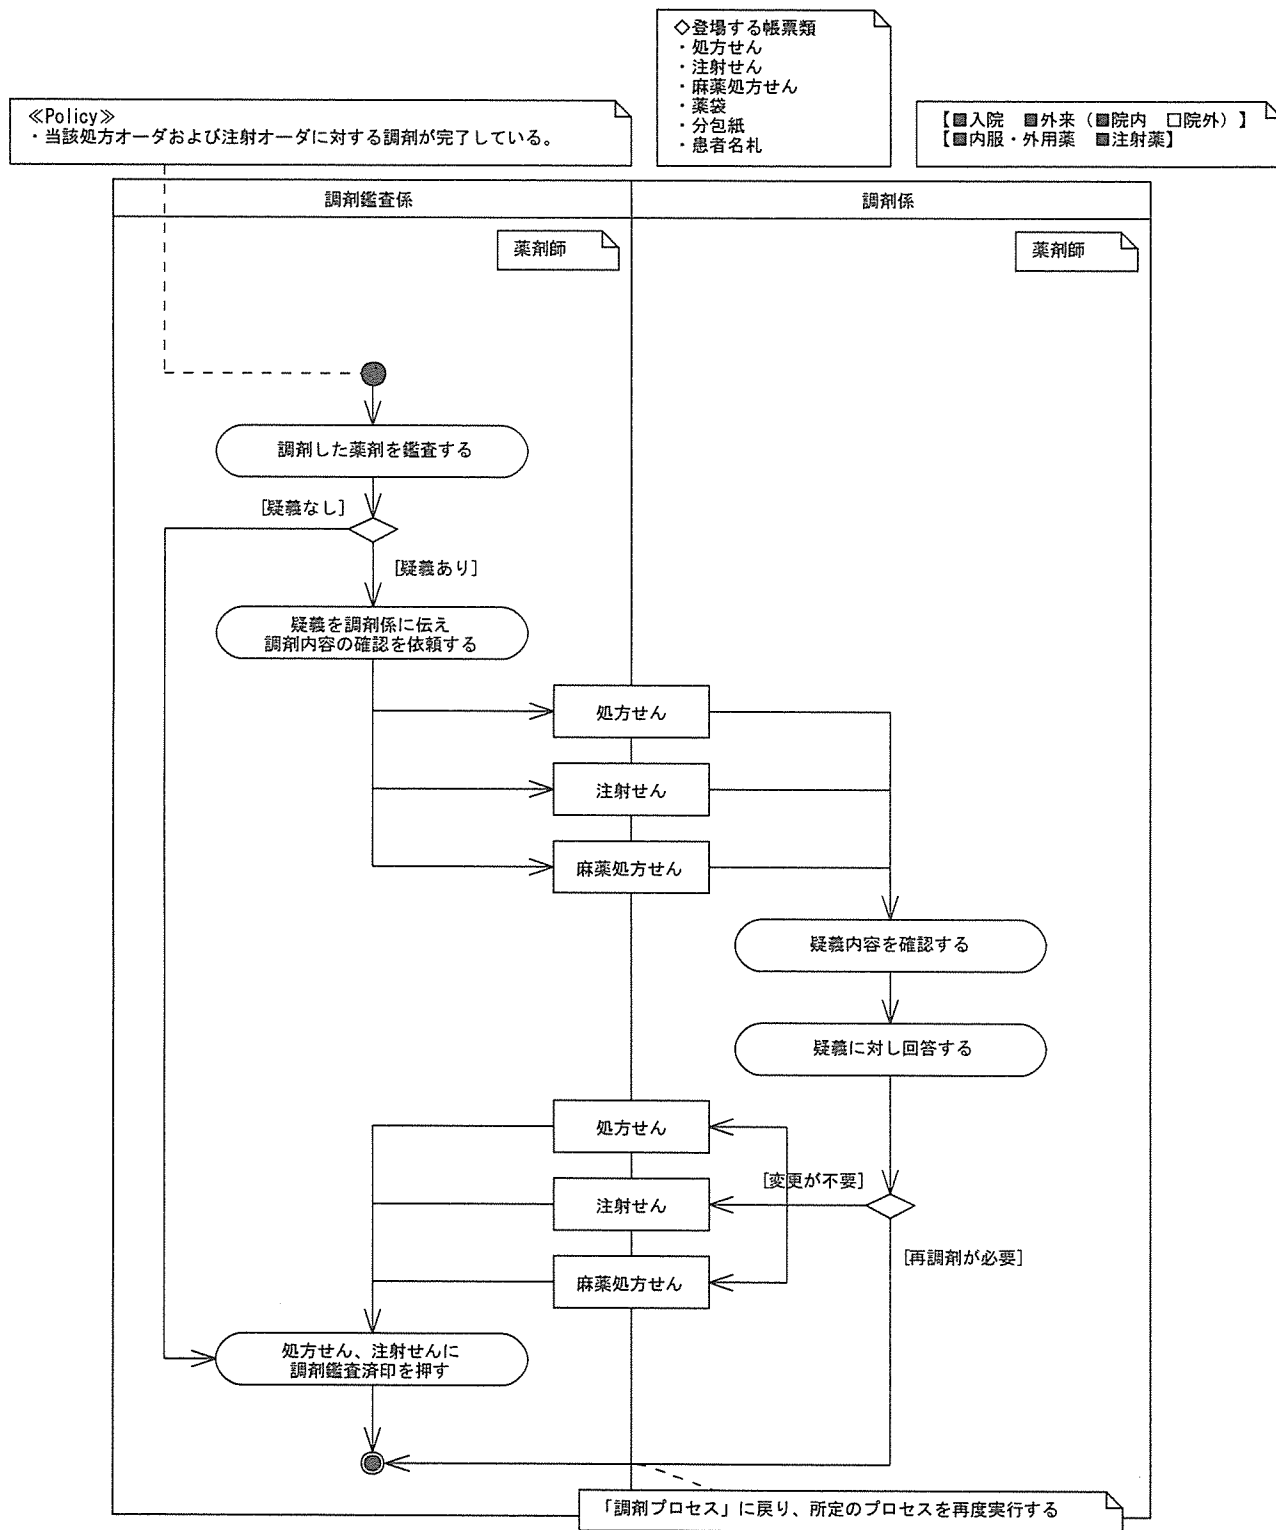 ◇登場する帳票類
・処方せん
・注射せん
・麻薬処方せん
・薬袋
・分包紙
・患者名札
≪Policy≫
・当該処方オーダおよび注射オーダに対する調剤が完了している。
【■入院　■外来（■院内　□院外）】
【■内服・外用薬　■注射薬】
調剤鑑査係
調剤係
薬剤師
薬剤師
調剤した薬剤を鑑査する
[疑義なし]
[疑義あり]
疑義を調剤係に伝え
調剤内容の確認を依頼する
処方せん
注射せん
麻薬処方せん
疑義内容を確認する
疑義に対し回答する
処方せん
[変更が不要]
注射せん
[再調剤が必要]
麻薬処方せん
処方せん、注射せんに
調剤鑑査済印を押す
「調剤プロセス」に戻り、所定のプロセスを再度実行する